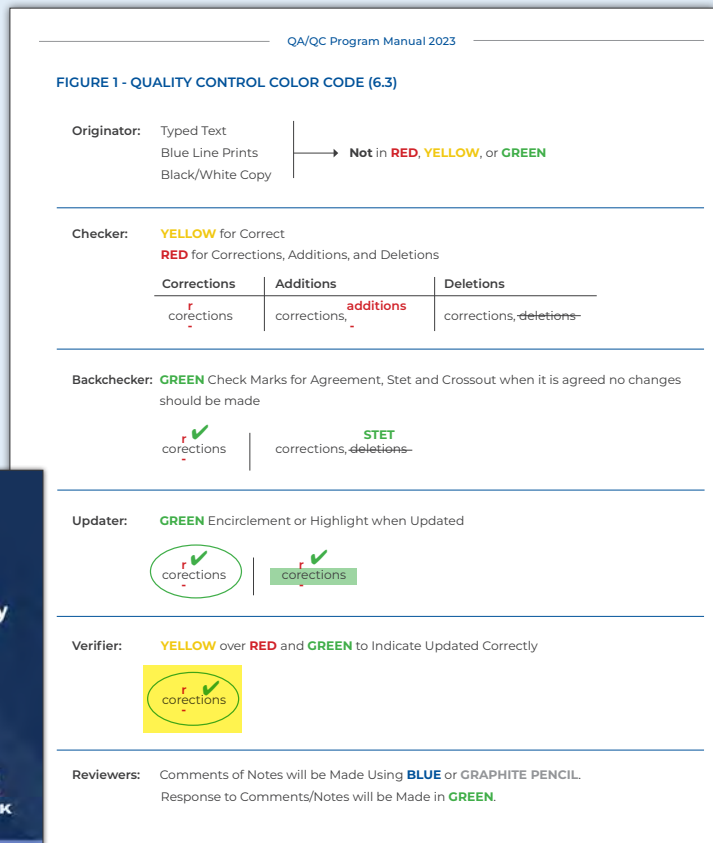 QA/QC Program Manual 2023
FIGURE 1 - QUALITY CONTROL COLOR CODE (6.3)
Originator: Typed Text
Blue Line Prints
Black/White Copy
Not in RED, YELLOW, or GREEN
Checker: YELLOW for Correct
RED for Corrections, Additions, and Deletions
Corrections Additions Deletions
r additions
corections corrections, corrections, deletions
- -
Backchecker: GREEN Check Marks for Agreement, Stet and Crossout when it is agreed no changes
should be made
r ✔ STET
corections corrections, deletions
-
Updater: GREEN Encirclement or Highlight when Updated
r ✔ r ✔
corections corections
- -
Verifier: YELLOW over RED and GREEN to Indicate Updated Correctly
r ✔
corections
-
Reviewers: Comments of Notes will be Made Using BLUE or GRAPHITE PENCIL.
Response to Comments/Notes will be Made in GREEN.
y
K